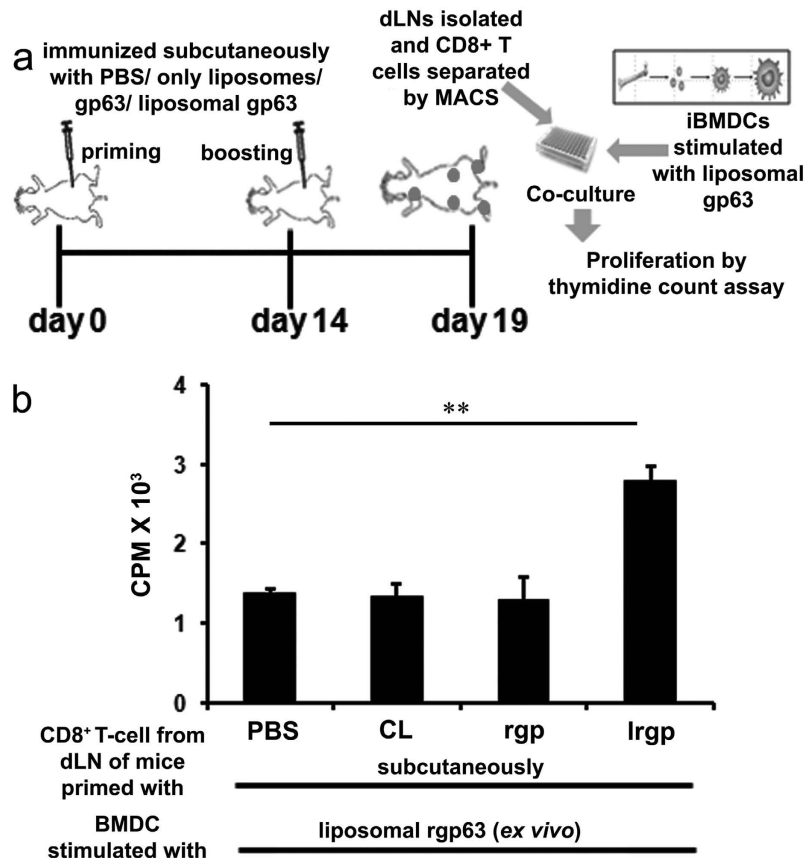 a
immunized subcutaneously
with PBS/ only liposomes/
gp63/ liposomal gp63
priming
boosting
dLNs isolated
and CD8+ T
cells separated
by MACS
iBMDCs
stimulated
with liposomal
gp63
Co-culture
Proliferation by
thymidine count assay
day 0
day 14
day 19
b
**
CPM X 10³
4
3
2
1
0
PBS CL rgp lrgp
CD8⁺ T-cell from
dLN of mice
primed with
subcutaneously
BMDC
stimulated with
liposomal rgp63 (ex vivo)